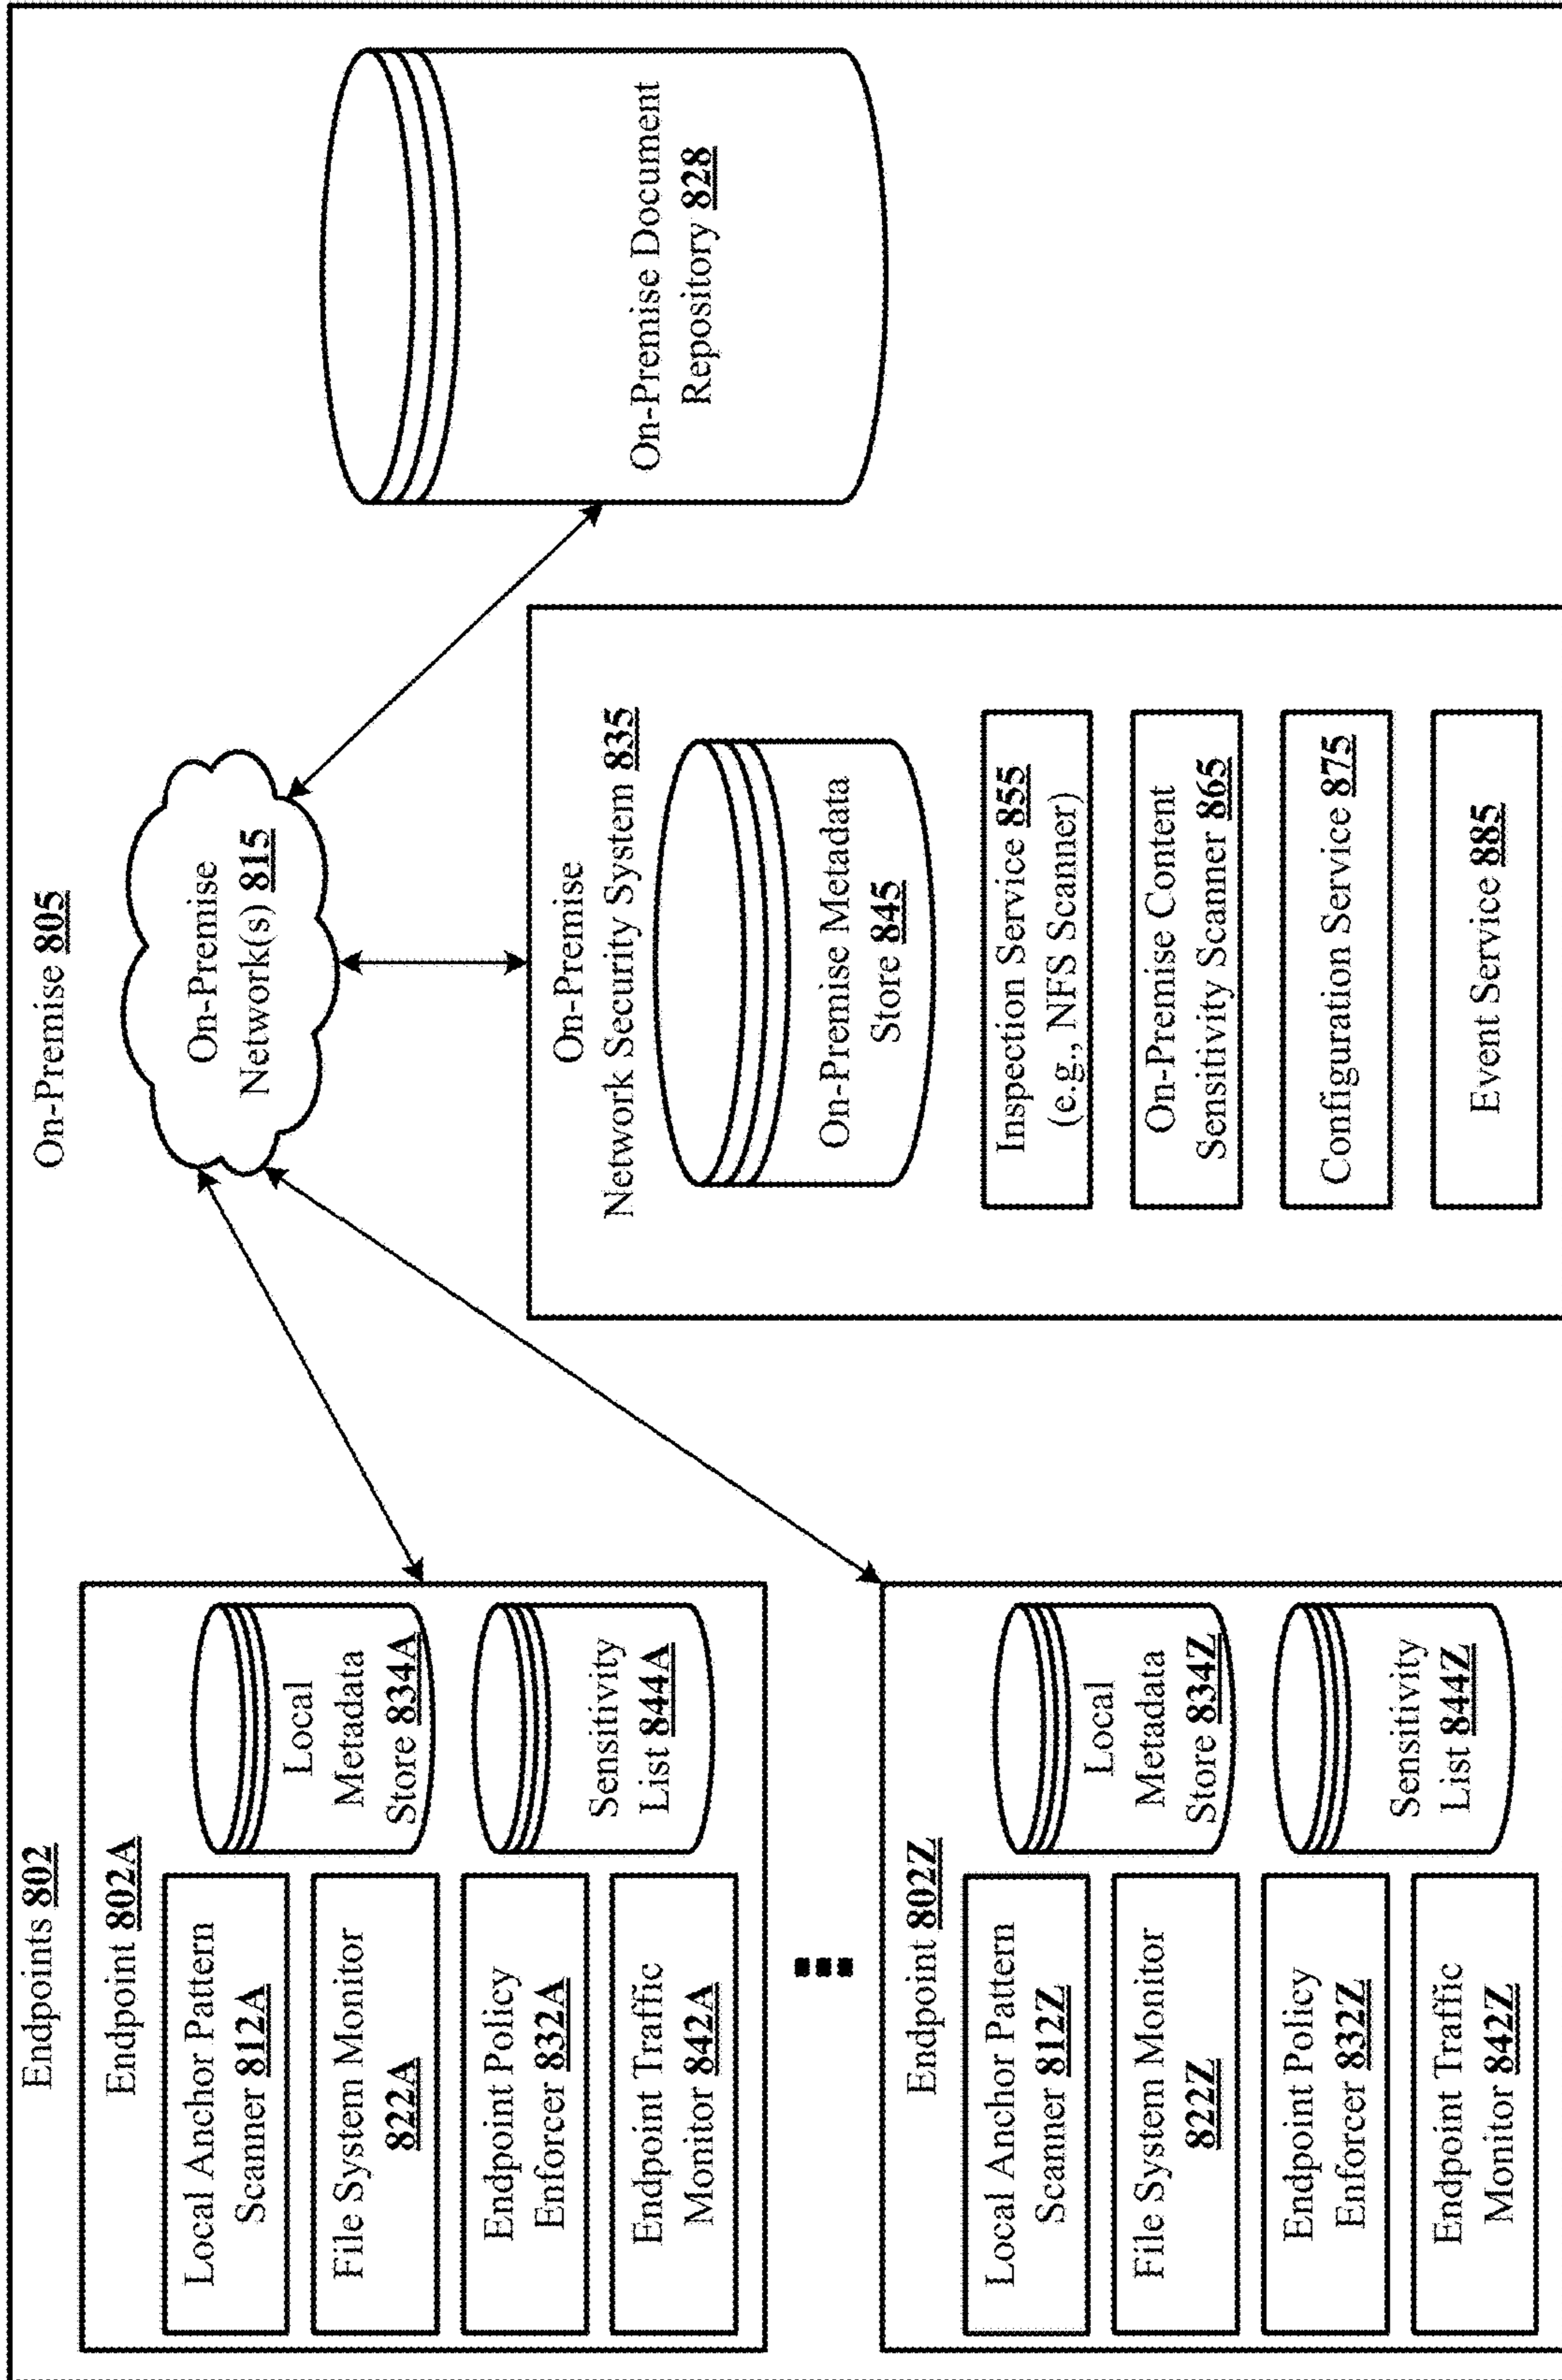 On-Premise 805
Endpoints 802
Endpoint 802A
Local Anchor Pattern
Scanner 812A
File System Monitor
822A
Endpoint Policy
Enforcer 832A
Endpoint Traffic
Monitor 842A
Local
Metadata
Store 834A
Sensitivity
List 844A
Endpoint 802Z
Local Anchor Pattern
Scanner 812Z
File System Monitor
822Z
Endpoint Policy
Enforcer 832Z
Endpoint Traffic
Monitor 842Z
Local
Metadata
Store 834Z
Sensitivity
List 844Z
On-Premise
Network(s) 815
On-Premise
Network Security System 835
On-Premise Metadata
Store 845
Inspection Service 855
(e.g., NFS Scanner)
On-Premise Content
Sensitivity Scanner 865
Configuration Service 875
Event Service 885
On-Premise Document
Repository 828